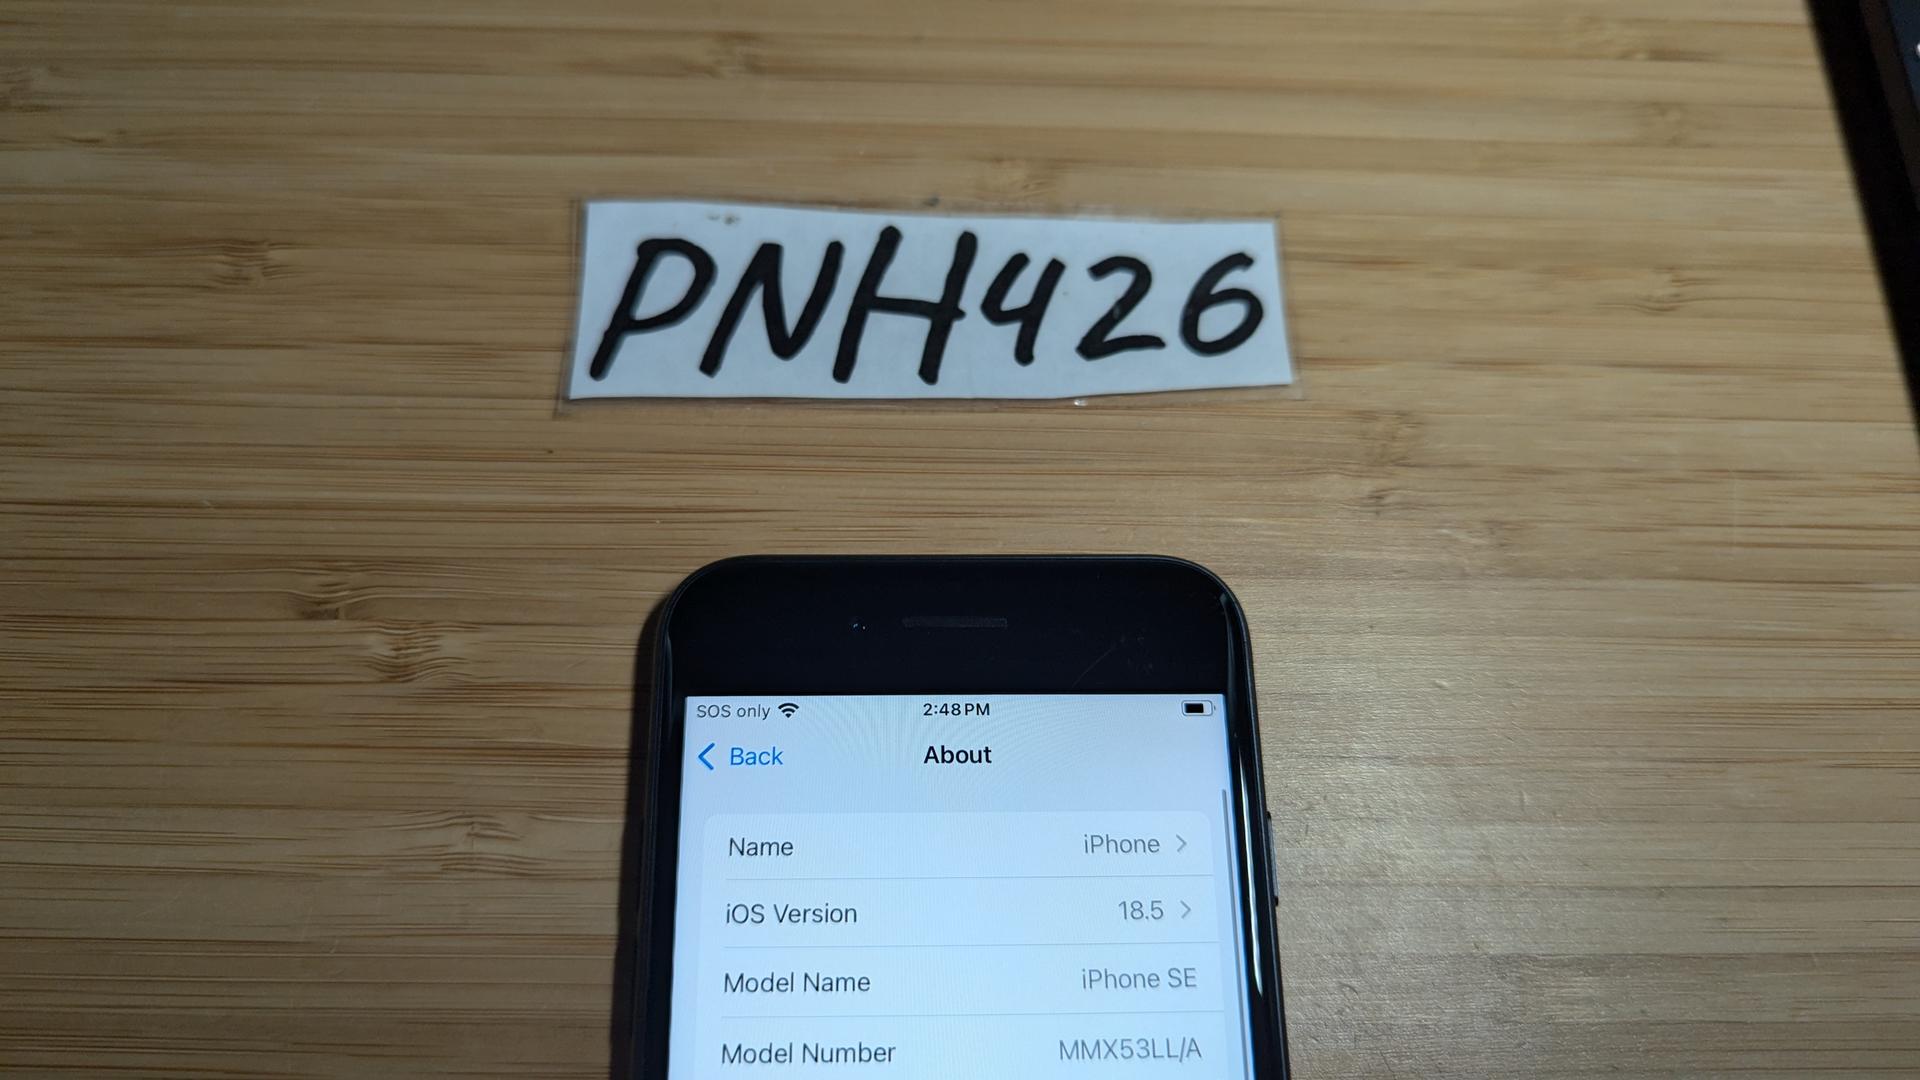 PNH426
SOS only 2:48 PM
Back About
Name iPhone
iOS Version 18.5
Model Name iPhone SE
Model Number MMX53LL/A